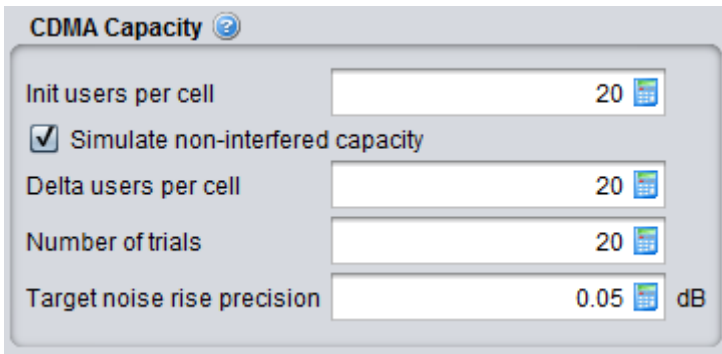 CDMA Capacity
Init users per cell 20
Simulate non-interfered capacity
Delta users per cell 20
Number of trials 20
Target noise rise precision 0.05 dB